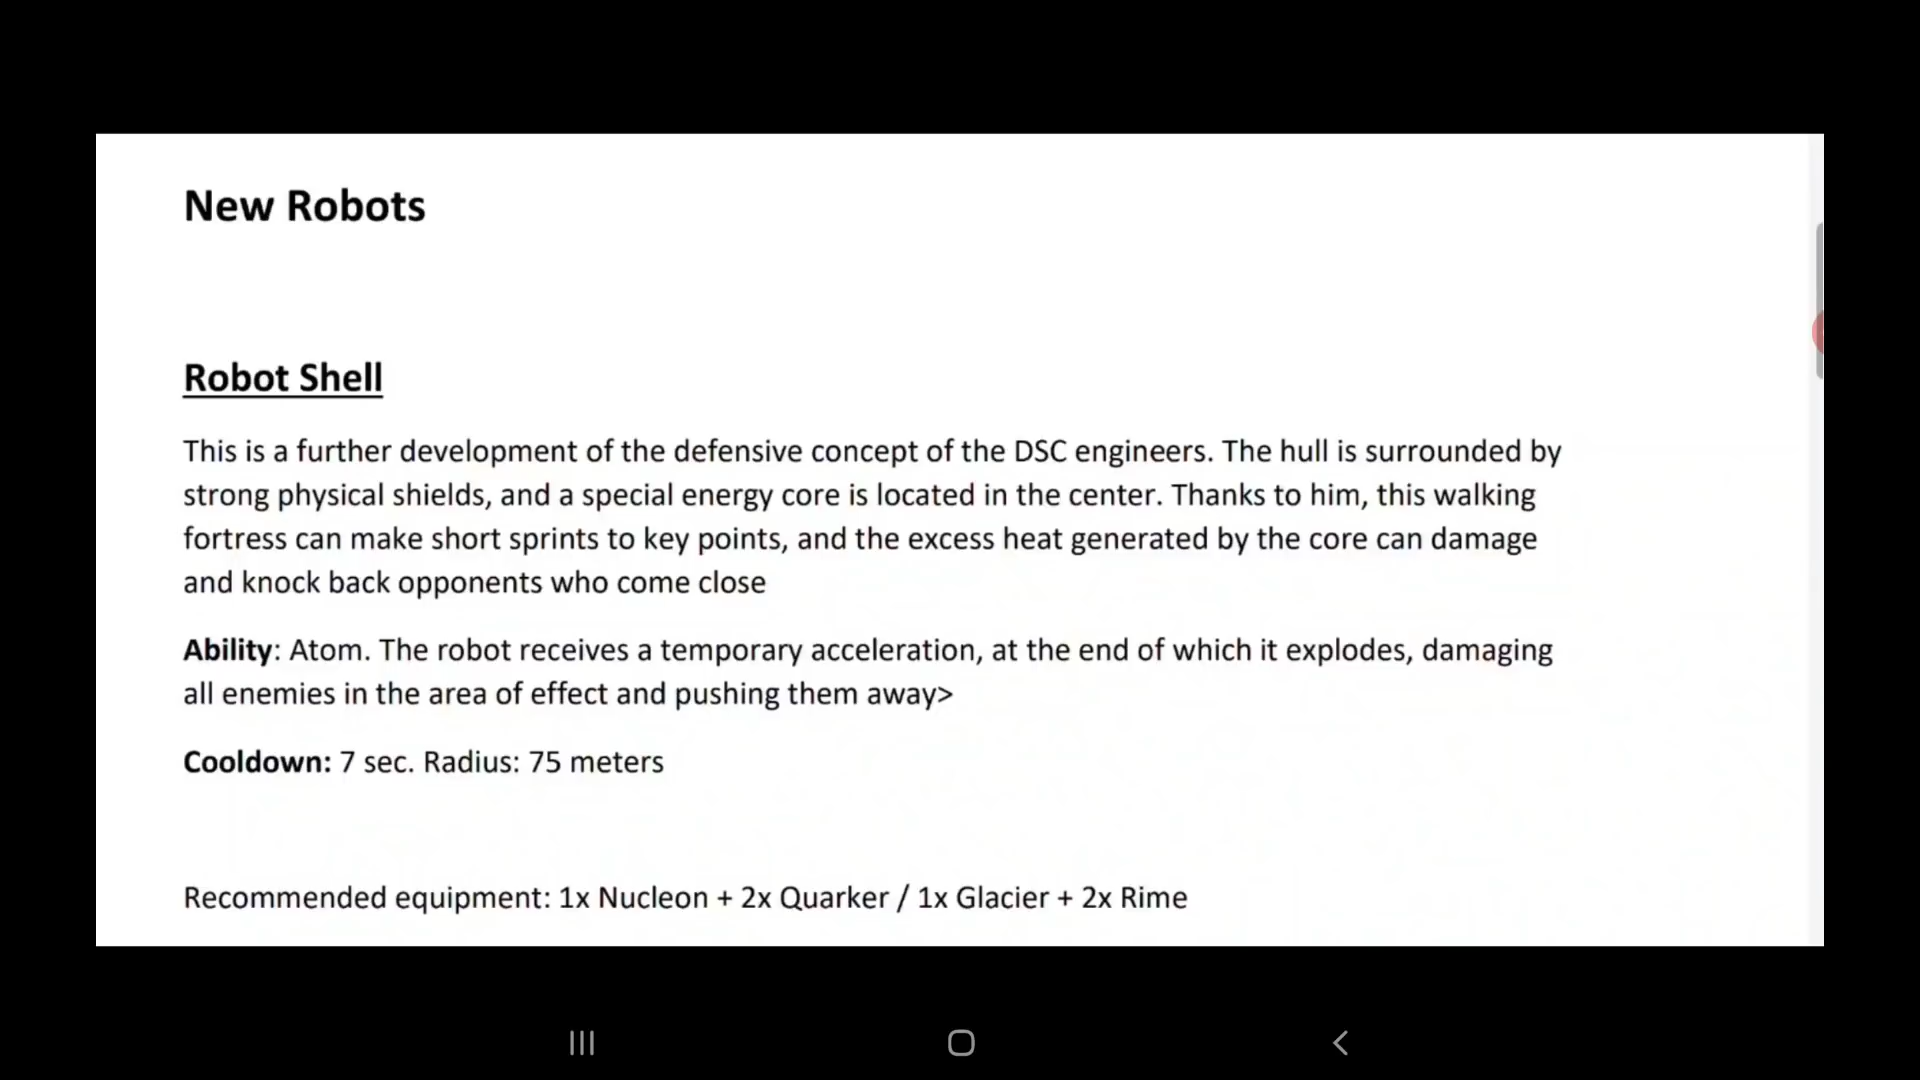 New Robots
Robot Shell
This is a further development of the defensive concept of the DSC engineers. The hull is surrounded by
strong physical shields, and a special energy core is located in the center. Thanks to him, this walking
fortress can make short sprints to key points, and the excess heat generated by the core can damage
and knock back opponents who come close
Ability: Atom. The robot receives a temporary acceleration, at the end of which it explodes, damaging
all enemies in the area of effect and pushing them away>
Cooldown: 7 sec. Radius: 75 meters
Recommended equipment: 1x Nucleon + 2x Quarker / 1x Glacier + 2x Rime